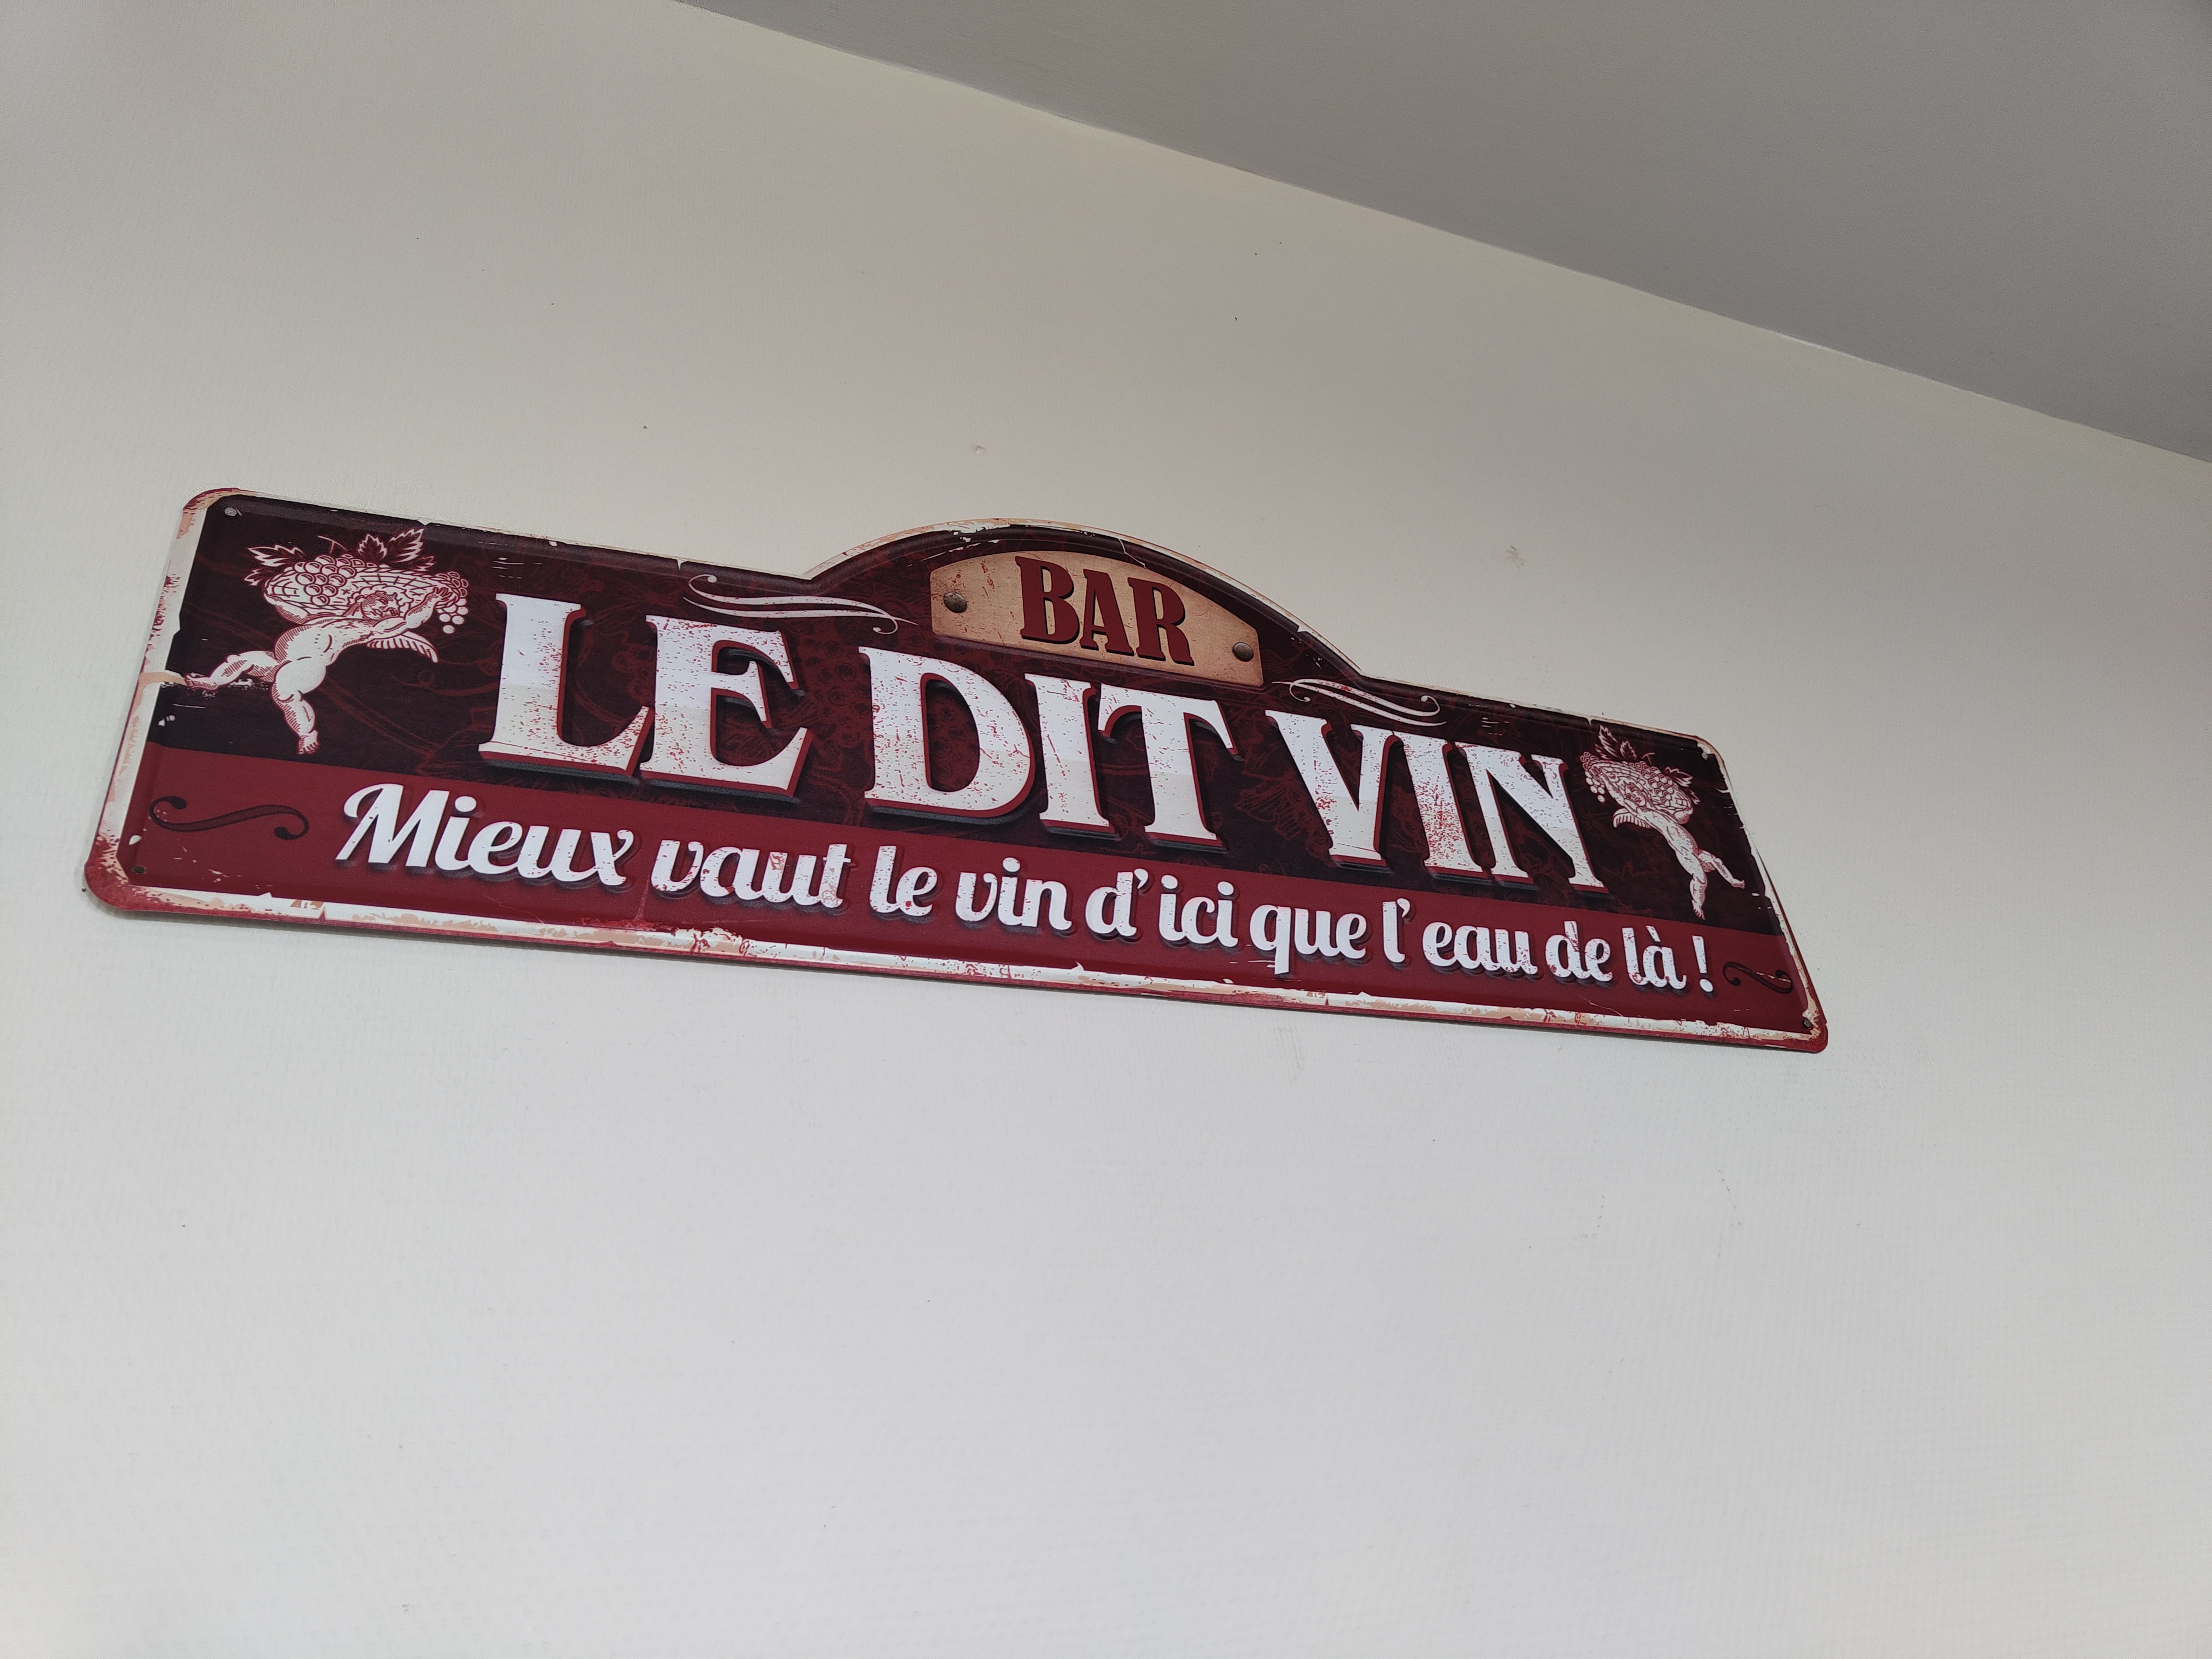 BAR
LE DIT VIN
Mieux vaut le vin d'ici que l'eau de là !